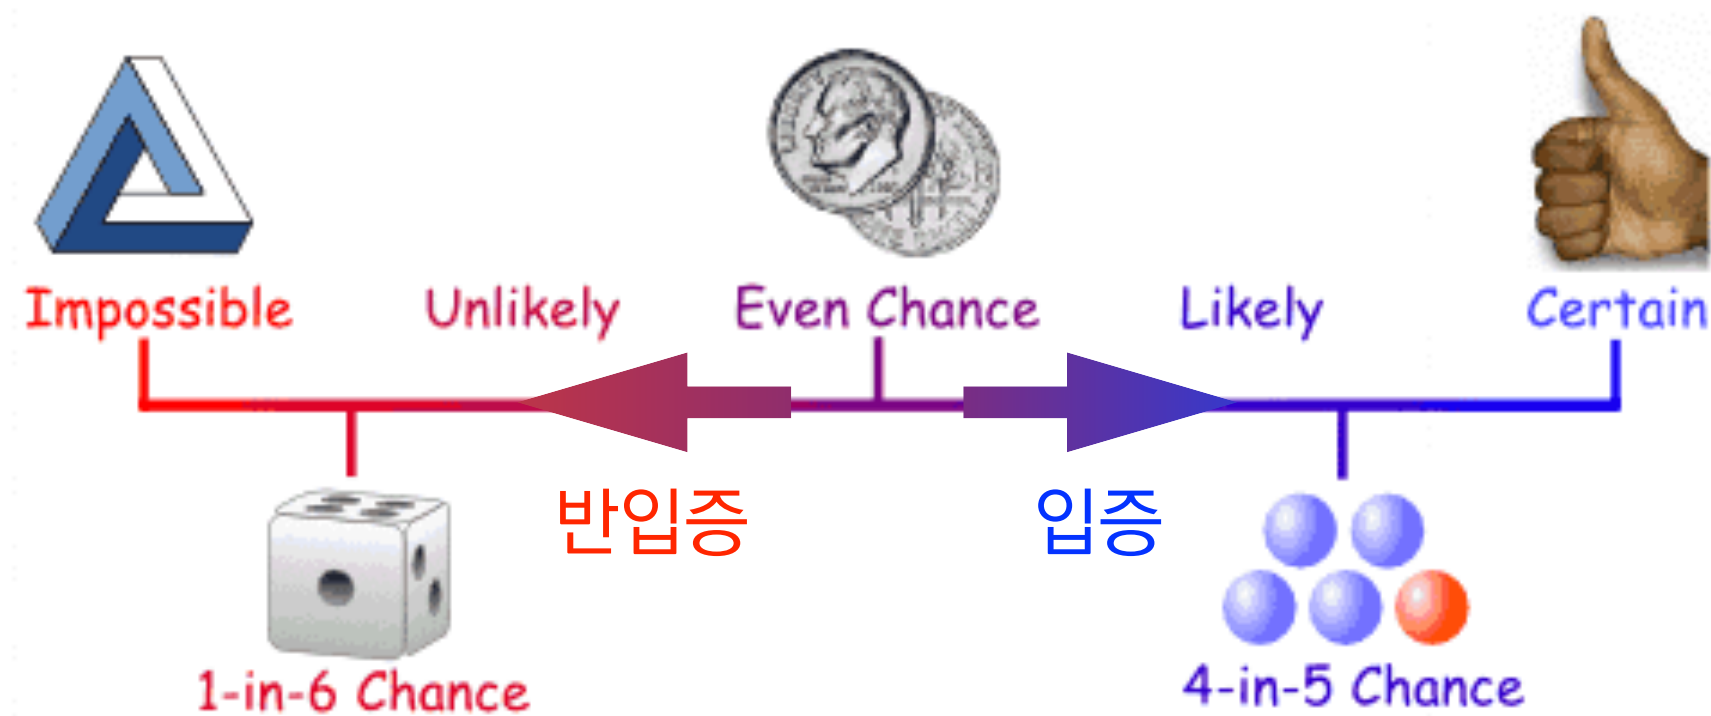 Impossible Unlikely Even Chance Likely Certain
반입증 입증
1-in-6 Chance 4-in-5 Chance